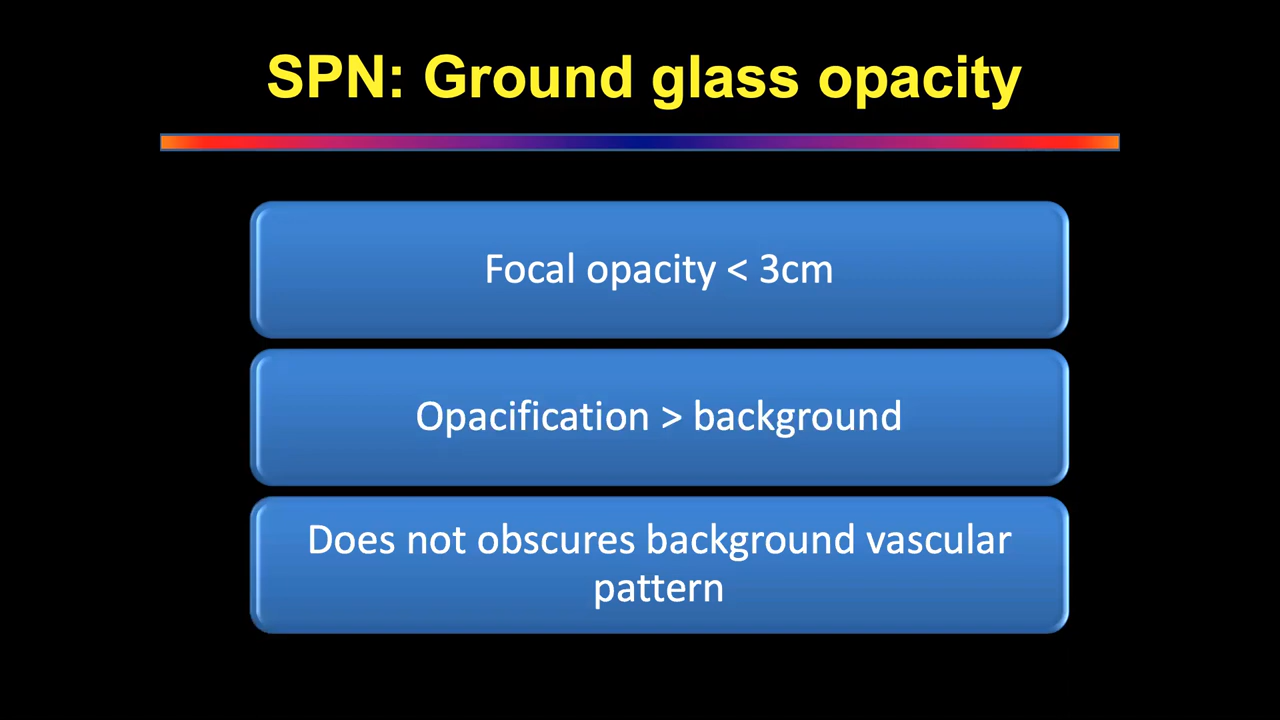 SPN: Ground glass opacity
Focal opacity < 3cm
Opacification > background
Does not obscures background vascular
pattern